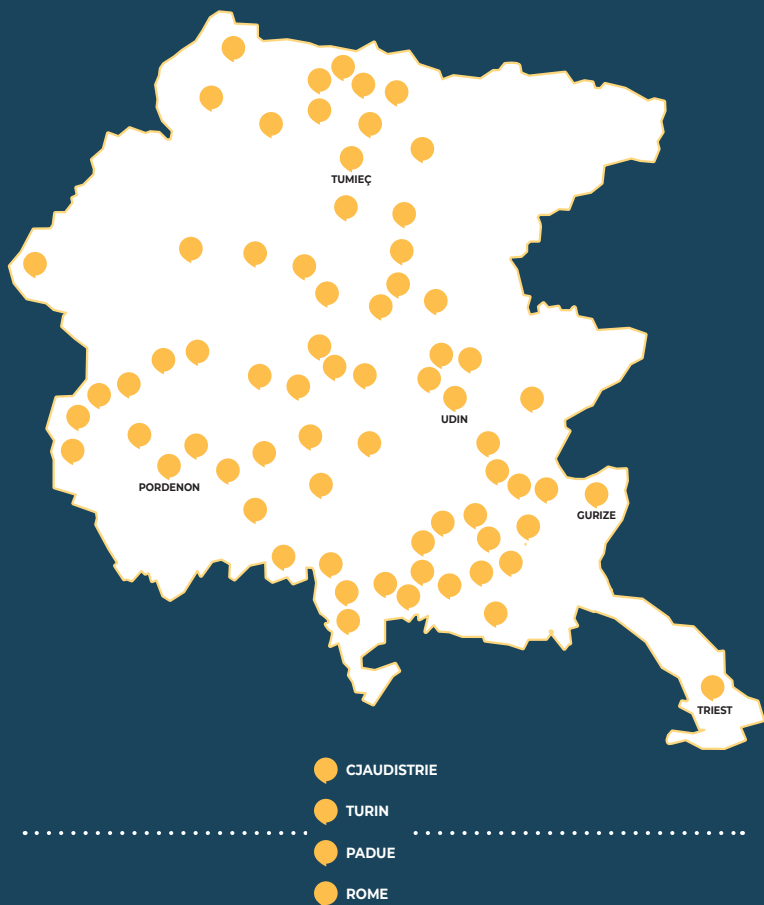 TUMIEÇ
UDIN
PORDENON
GURIZE
TRIEST
CJAUDISTRIE
TURIN
PADUE
ROME